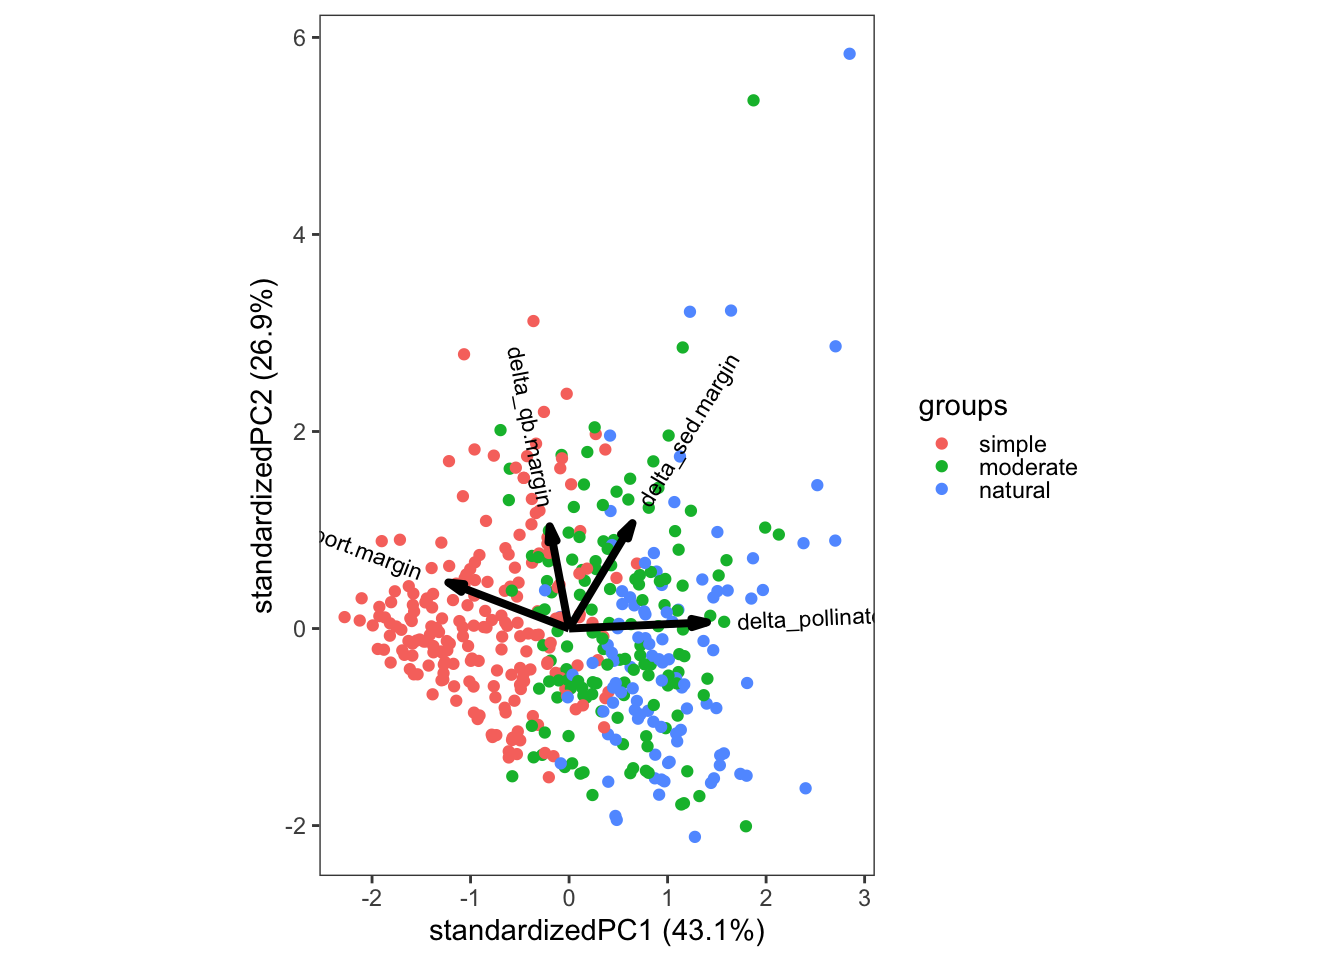 6
4
2
0
-2
-2
-1
0
1
2
3
standardizedPC1 (43.1%)
standardizedPC2 (26.9%)
delta_qb.margin
delta_sed.margin
port.margin
delta_pollinat
groups
simple
moderate
natural